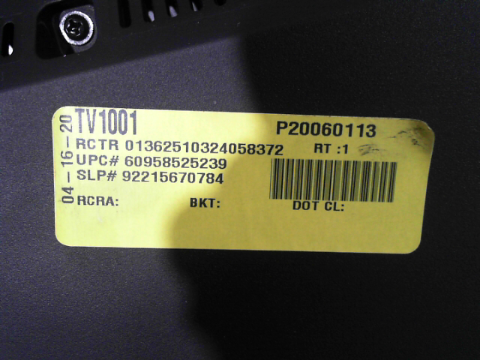 04-16-20
TV1001 P20060113
RCTR 01362510324058372 RT :1
UPC# 60958525239
SLP# 92215670784
RCRA: BKT: DOT CL: